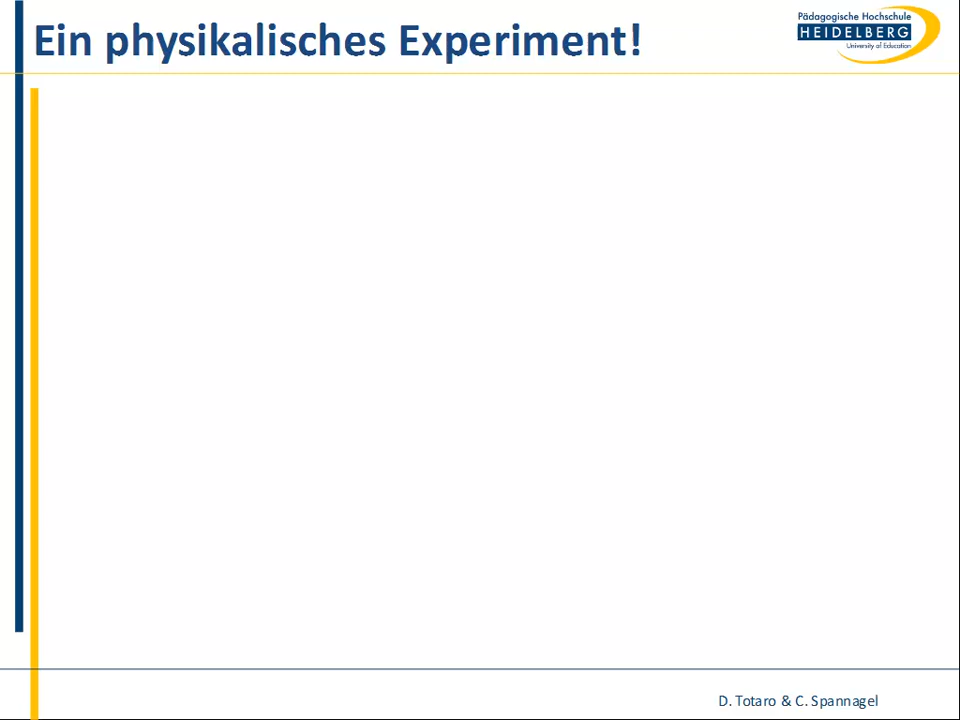 Ein physikalisches Experiment!
Pädagogische Hochschule
HEIDELBERG
University of Education
D. Totaro & C. Spannagel